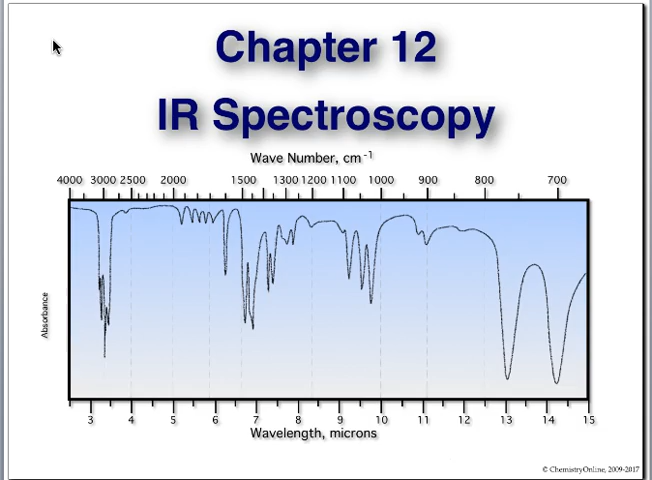 Chapter 12
IR Spectroscopy
Wave Number, cm-1
4000 3000 2500 2000 1500 1300 1200 1100 1000 900 800 700
Absorbance
3 4 5 6 7 8 9 10 11 12 13 14 15
Wavelength, microns
© ChemistryOnline, 2009-2017